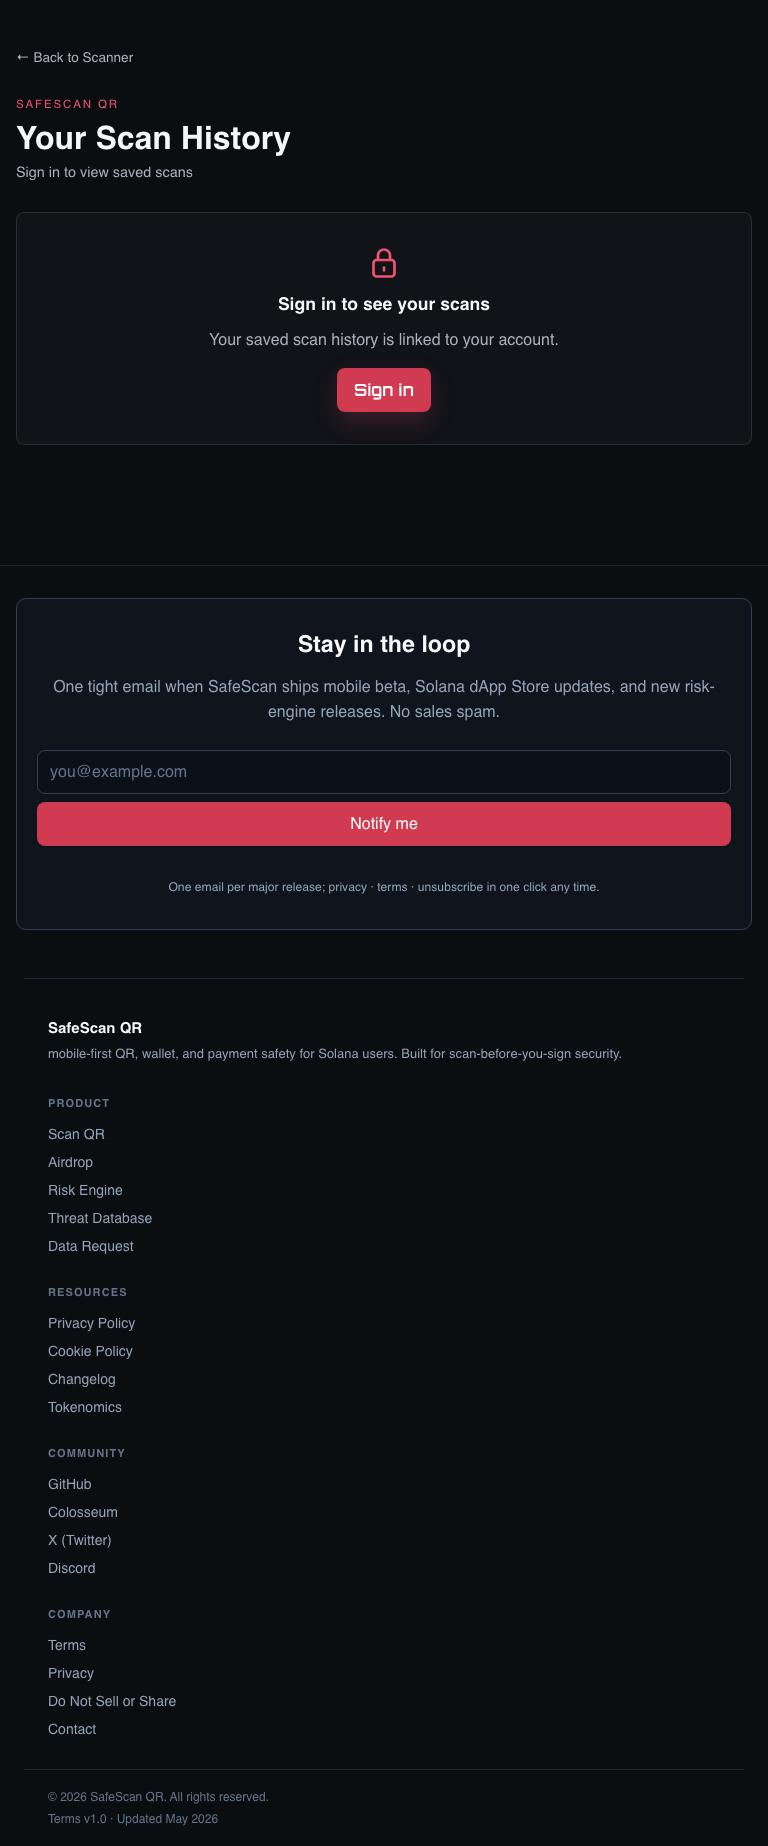 ← Back to Scanner
SAFESCAN QR
Your Scan History
Sign in to view saved scans
Sign in to see your scans
Your saved scan history is linked to your account.
Sign in
Stay in the loop
One tight email when SafeScan ships mobile beta, Solana dApp Store updates, and new risk-
engine releases. No sales spam.
you@example.com
Notify me
One email per major release; privacy · terms · unsubscribe in one click any time.
SafeScan QR
mobile-first QR, wallet, and payment safety for Solana users. Built for scan-before-you-sign security.
PRODUCT
Scan QR
Airdrop
Risk Engine
Threat Database
Data Request
RESOURCES
Privacy Policy
Cookie Policy
Changelog
Tokenomics
COMMUNITY
GitHub
Colosseum
X (Twitter)
Discord
COMPANY
Terms
Privacy
Do Not Sell or Share
Contact
© 2026 SafeScan QR. All rights reserved.
Terms v1.0 · Updated May 2026